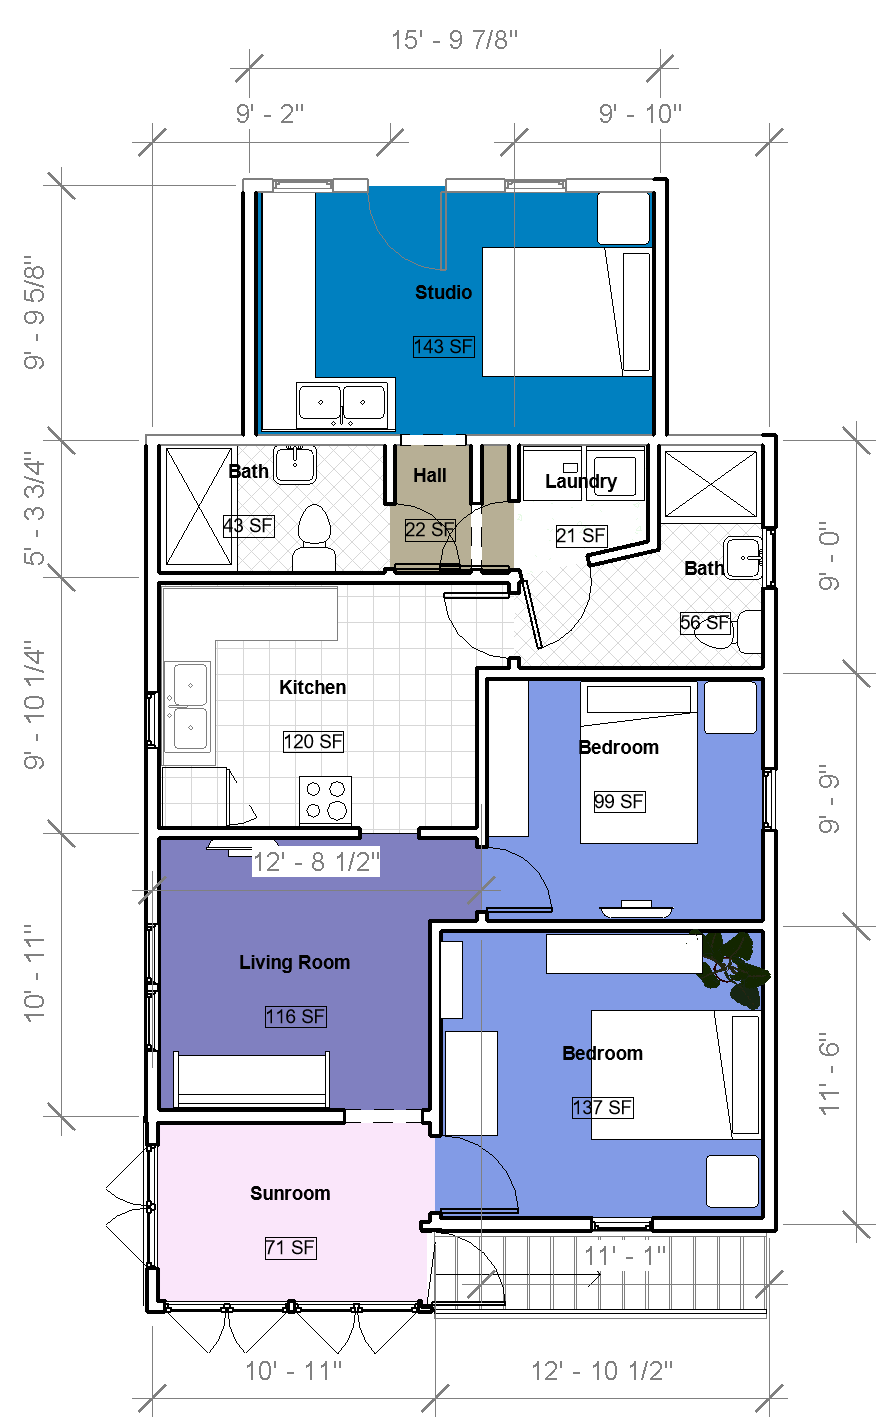 15' - 9 7/8"
9' - 2"
9' - 10"
9' - 9 5/8"
Studio
143 SF
5' - 3 3/4"
Bath
43 SF
Hall
22 SF
Laundry
21 SF
9' - 0"
Bath
56 SF
9' - 10 1/4"
Kitchen
120 SF
Bedroom
99 SF
9' - 9"
12' - 8 1/2"
10' - 11"
Living Room
116 SF
Bedroom
137 SF
11' - 6"
Sunroom
71 SF
11' - 1"
10' - 11"
12' - 10 1/2"